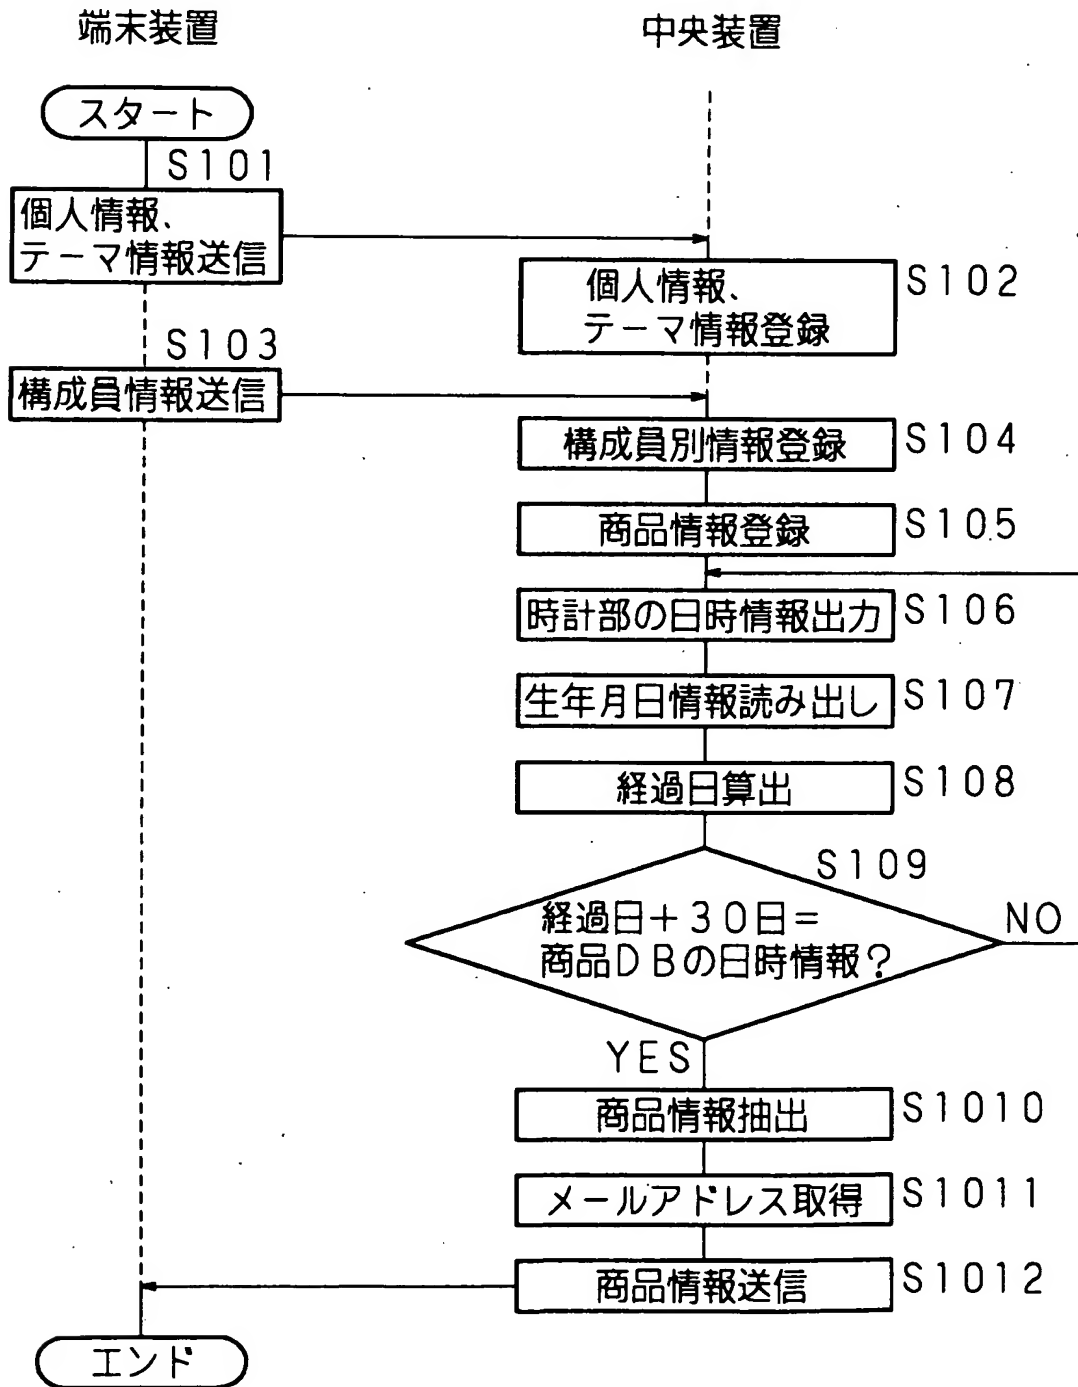 端末装置
中央装置
スタート
S101
個人情報、
テーマ情報送信
個人情報、
テーマ情報登録
S102
S103
構成員情報送信
構成員別情報登録
S104
商品情報登録
S105
時計部の日時情報出力
S106
生年月日情報読み出し
S107
経過日算出
S108
S109
経過日+30日=
商品DBの日時情報?
NO
YES
商品情報抽出
S1010
メールアドレス取得
S1011
商品情報送信
S1012
エンド